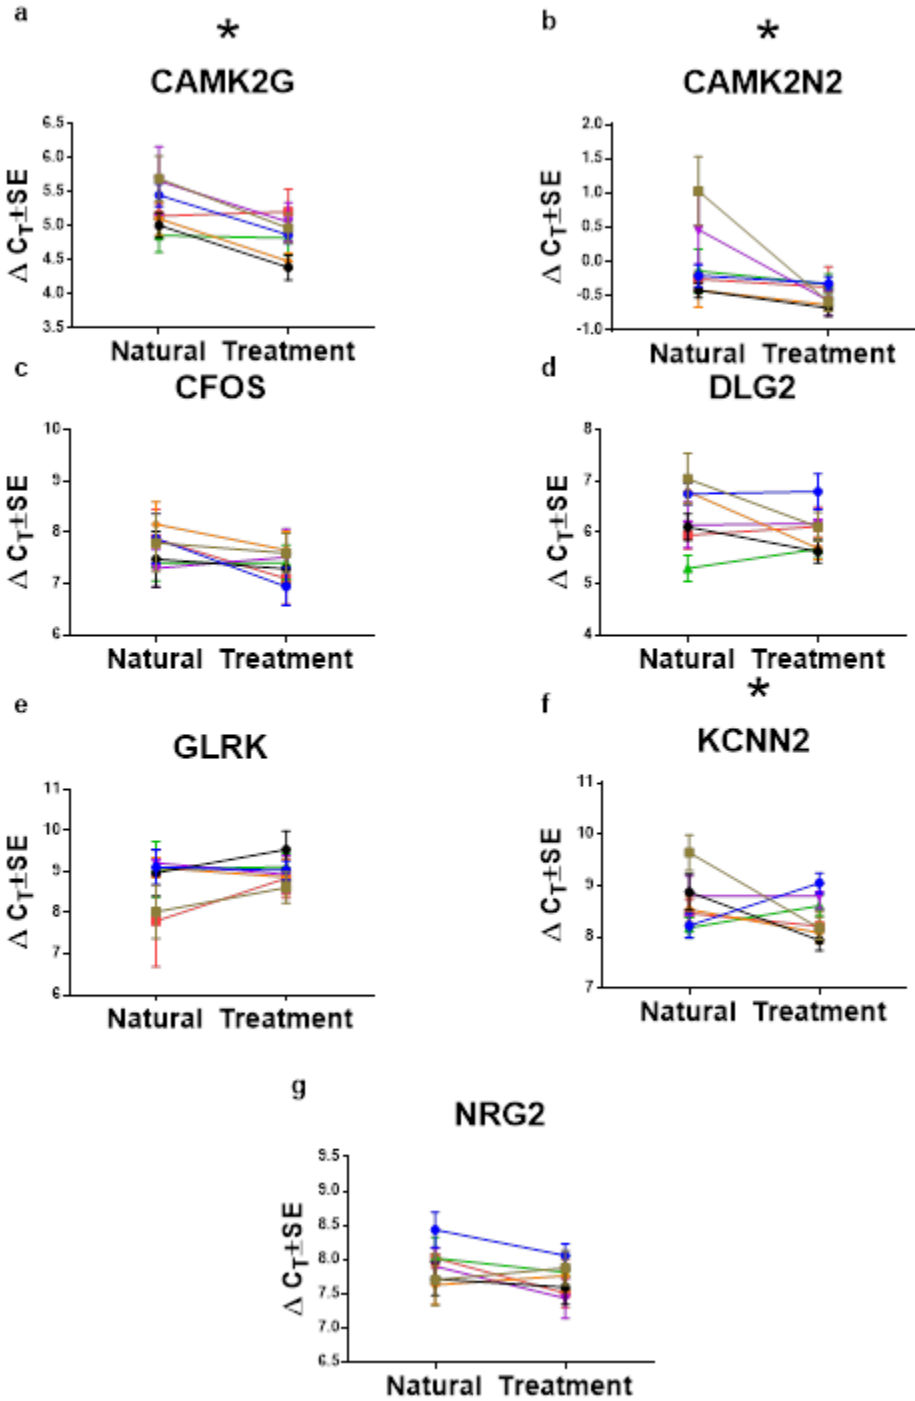 a
*
CAMK2G
6.5
6.0
5.5
5.0
4.5
4.0
3.5
Δ CT±SE
Natural Treatment
b
*
CAMK2N2
2.0
1.5
1.0
0.5
0.0
-0.5
-1.0
Δ CT±SE
Natural Treatment
c
CFOS
10
9
8
7
6
Δ CT±SE
Natural Treatment
d
DLG2
8
7
6
5
4
Δ CT±SE
Natural Treatment
e
GLRK
11
10
9
8
7
6
Δ CT±SE
Natural Treatment
f
*
KCNN2
11
10
9
8
7
Δ CT±SE
Natural Treatment
g
NRG2
9.5
9.0
8.5
8.0
7.5
7.0
6.5
Δ CT±SE
Natural Treatment